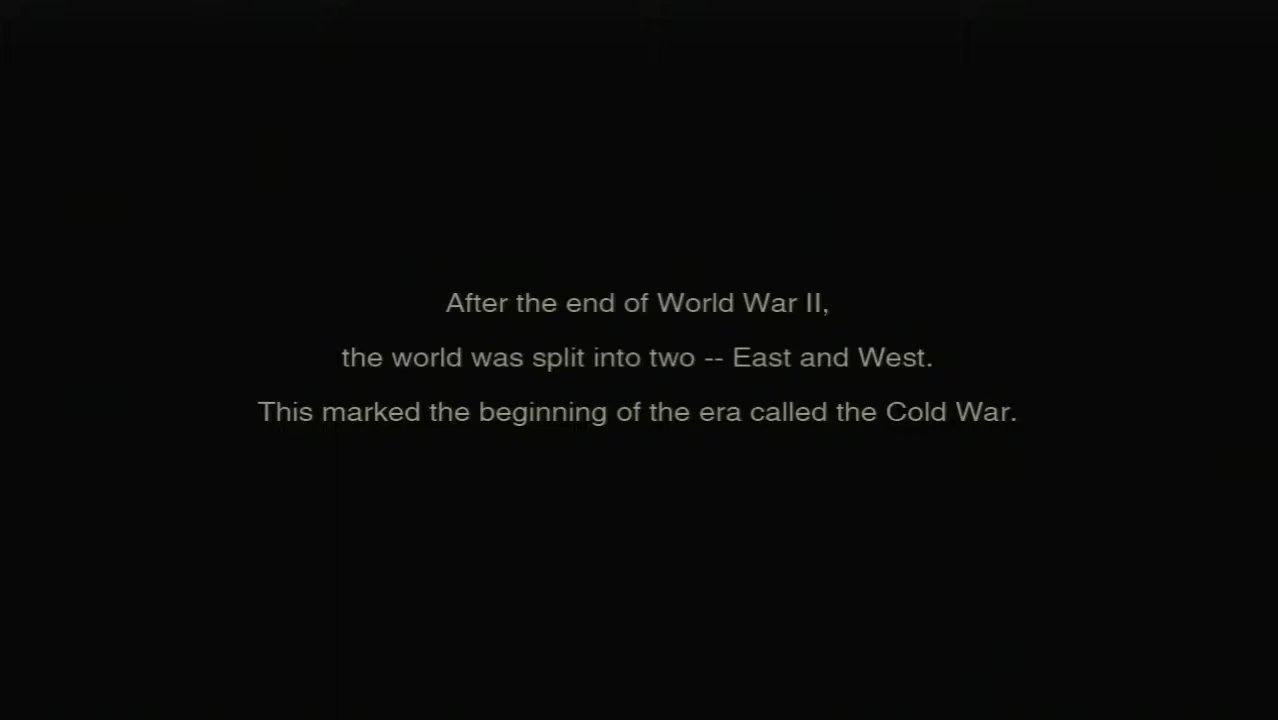 After the end of World War II,
the world was split into two -- East and West.
This marked the beginning of the era called the Cold War.